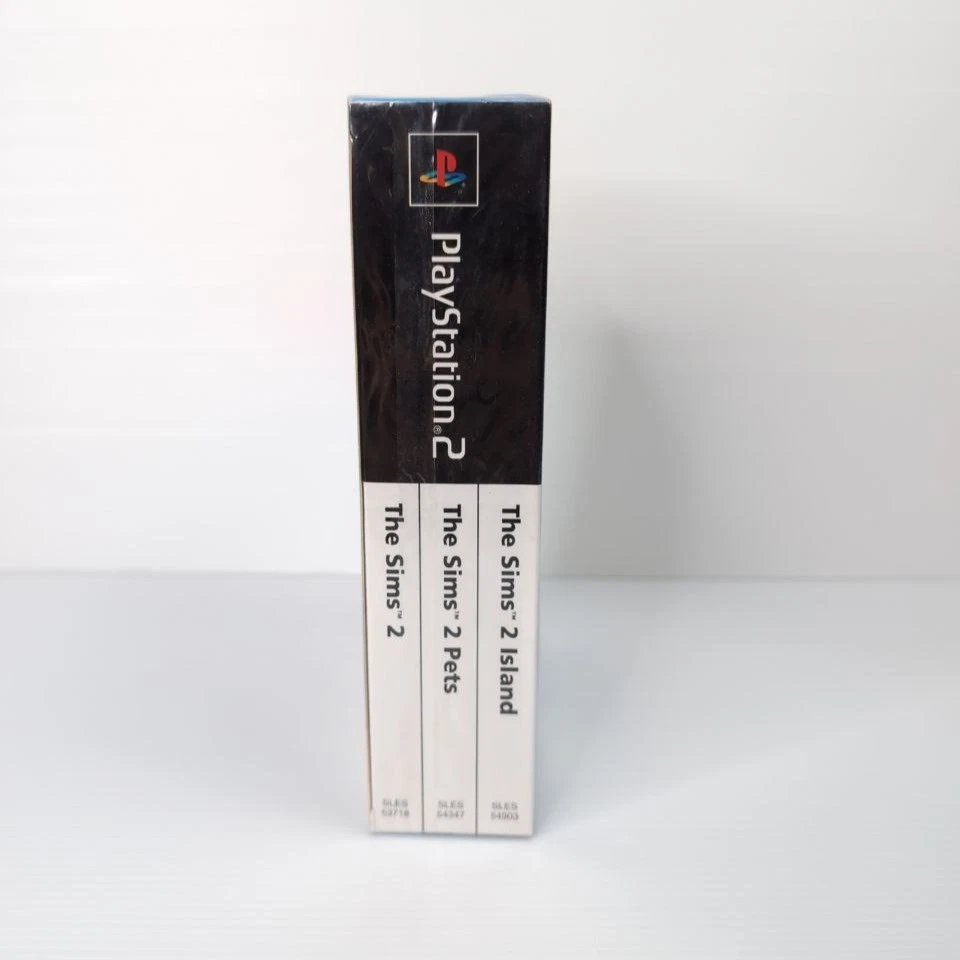 PlayStation®2
The Sims™ 2
The Sims™ 2 Pets
The Sims™ 2 Island
SLES
53718
SLES
54347
SLES
54903